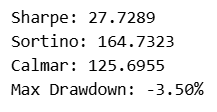 Sharpe: 27.7289
Sortino: 164.7323
Calmar: 125.6955
Max Drawdown: -3.50%